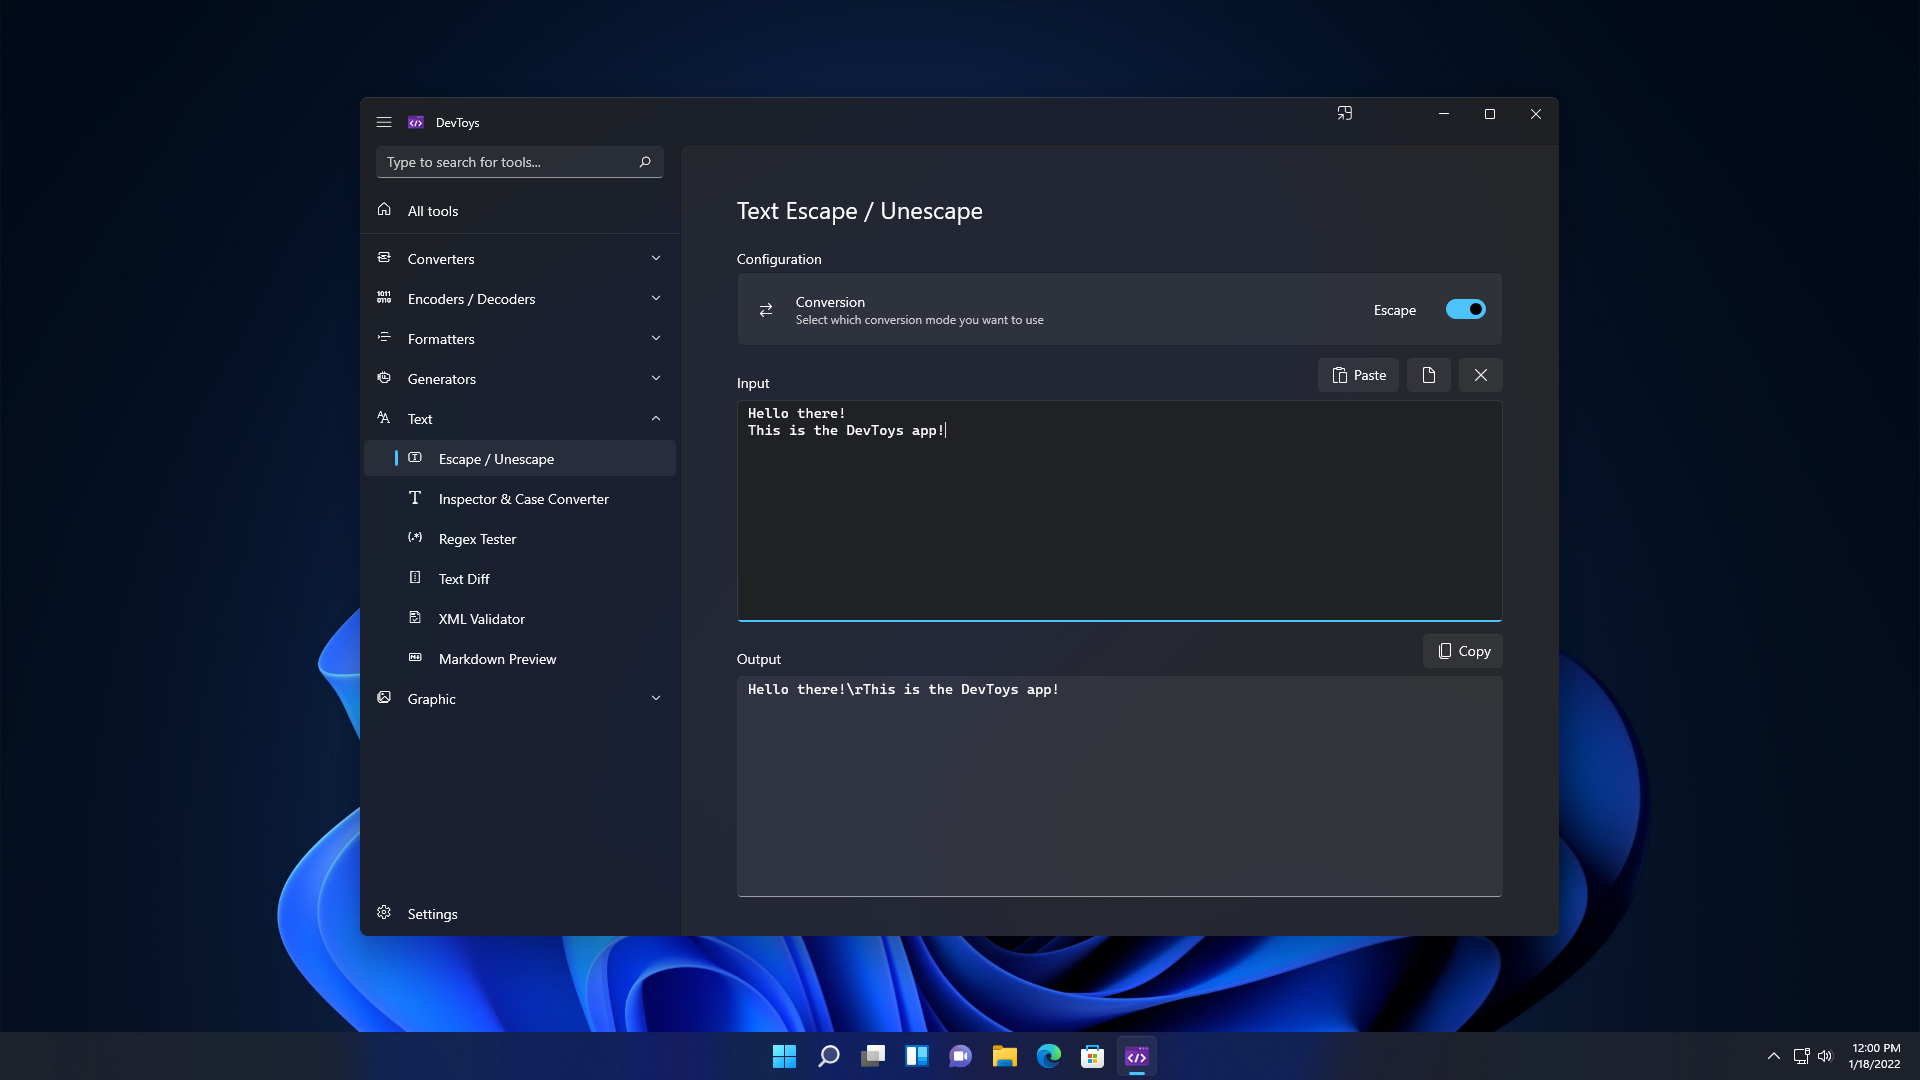 DevToys
Type to search for tools...
All tools
Converters
Encoders / Decoders
Formatters
Generators
Text
Escape / Unescape
Inspector & Case Converter
Regex Tester
Text Diff
XML Validator
Markdown Preview
Graphic
Settings
Text Escape / Unescape
Configuration
Conversion
Select which conversion mode you want to use
Escape
Input
Paste
Hello there!
This is the DevToys app!
Output
Copy
Hello there!\rThis is the DevToys app!
12:00 PM
1/18/2022